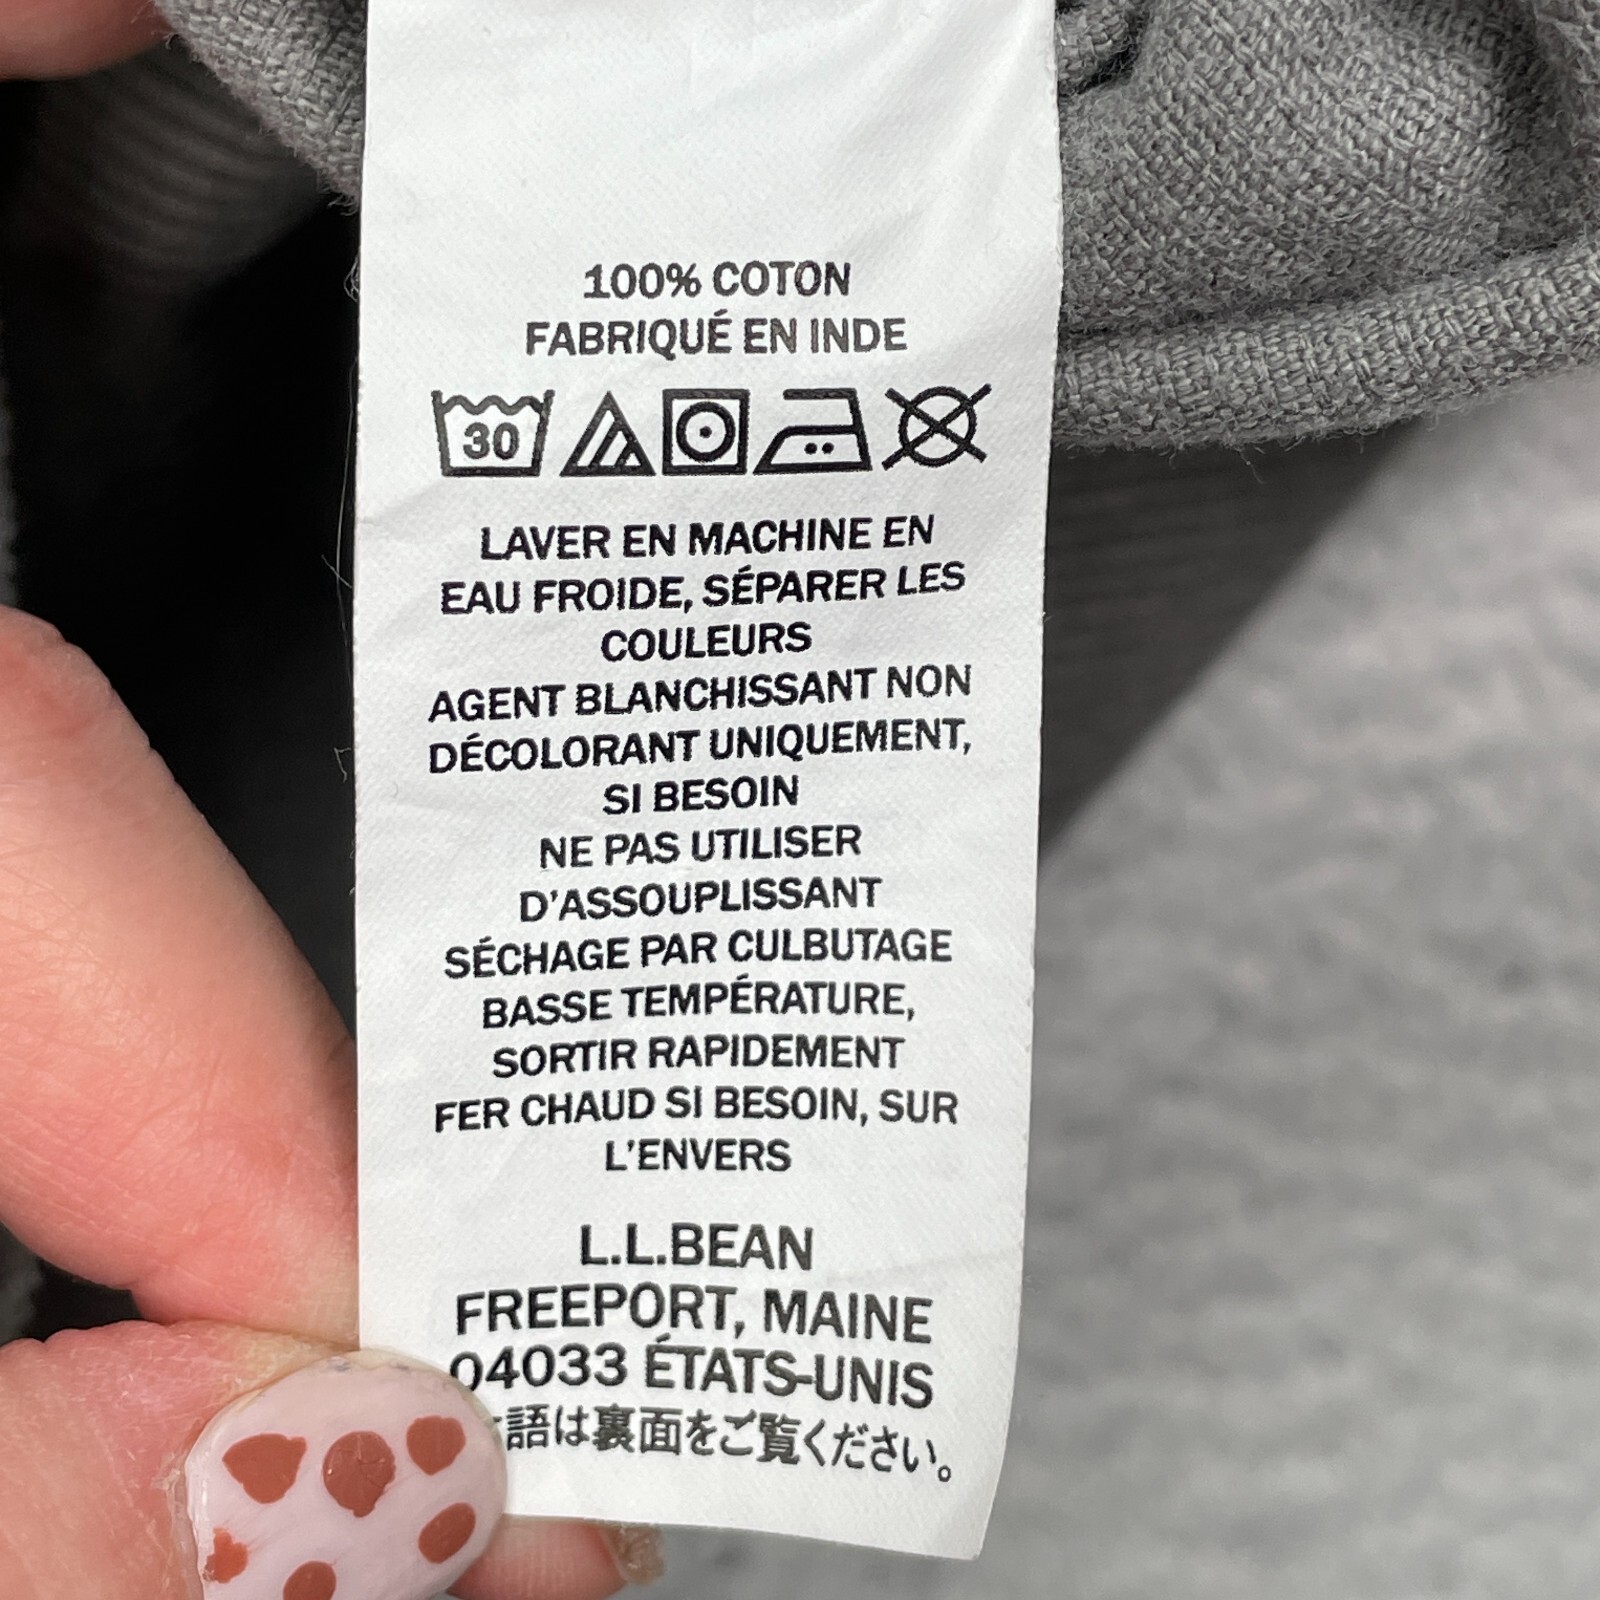 100% COTON
FABRIQUÉ EN INDE
30
LAVER EN MACHINE EN
EAU FROIDE, SÉPARER LES
COULEURS
AGENT BLANCHISSANT NON
DÉCOLORANT UNIQUEMENT,
SI BESOIN
NE PAS UTILISER
D'ASSOUPLISSANT
SÉCHAGE PAR CULBUTAGE
BASSE TEMPÉRATURE,
SORTIR RAPIDEMENT
FER CHAUD SI BESOIN, SUR
L'ENVERS
L.L.BEAN
FREEPORT, MAINE
04033 ÉTATS-UNIS
語は裏面をご覧ください。